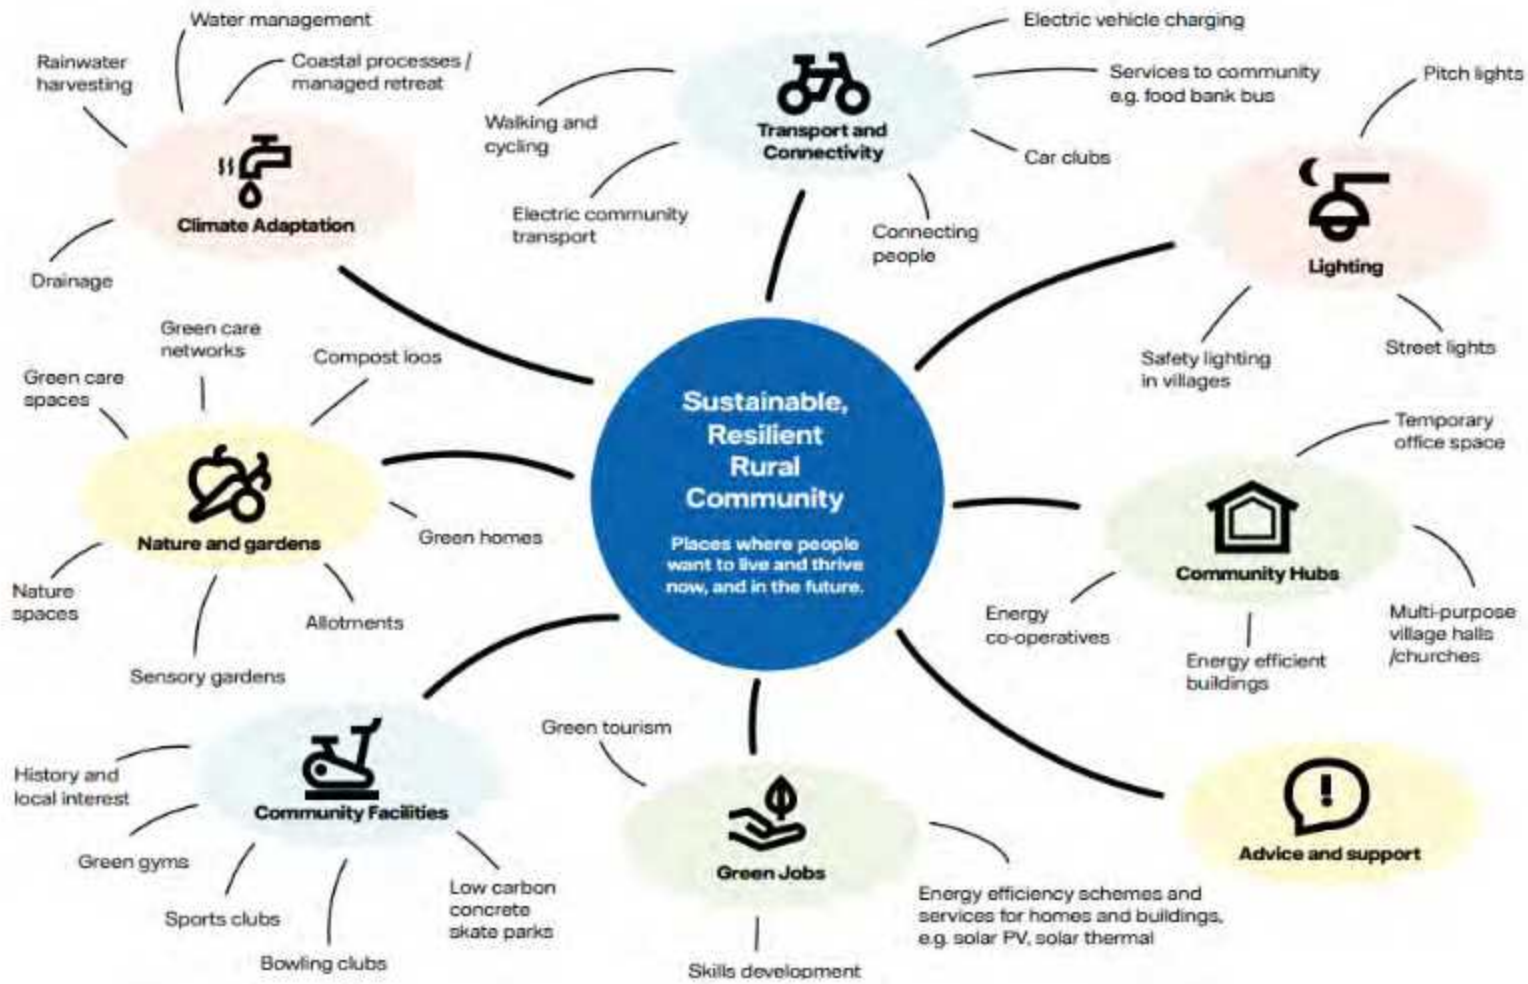 Water management
Rainwater
harvesting
Coastal processes /
managed retreat
Climate Adaptation
Drainage
Electric vehicle charging
Services to community
e.g. food bank bus
Walking and
cycling
Transport and
Connectivity
Car clubs
Electric community
transport
Connecting
people
Pitch lights
Lighting
Safety lighting
in villages
Street lights
Green care
networks
Compost loos
Green care
spaces
Nature and gardens
Green homes
Nature
spaces
Allotments
Sensory gardens
Sustainable,
Resilient
Rural
Community
Places where people
want to live and thrive
now, and in the future.
Temporary
office space
Community Hubs
Energy
co-operatives
Energy efficient
buildings
Multi-purpose
village halls
/churches
Community Facilities
History and
local interest
Green gyms
Sports clubs
Bowling clubs
Low carbon
concrete
skate parks
Green tourism
Green Jobs
Skills development
Energy efficiency schemes and
services for homes and buildings,
e.g. solar PV, solar thermal
Advice and support